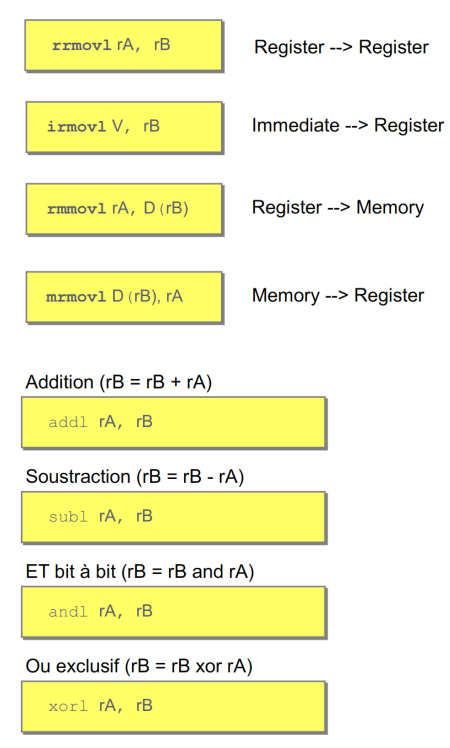 rrmovl rA, rB Register --> Register
irmovl V, rB Immediate --> Register
rmmovl rA, D (rB) Register --> Memory
mrmovl D (rB), rA Memory --> Register
Addition (rB = rB + rA)
addl rA, rB
Soustraction (rB = rB - rA)
subl rA, rB
ET bit à bit (rB = rB and rA)
andl rA, rB
Ou exclusif (rB = rB xor rA)
xorl rA, rB